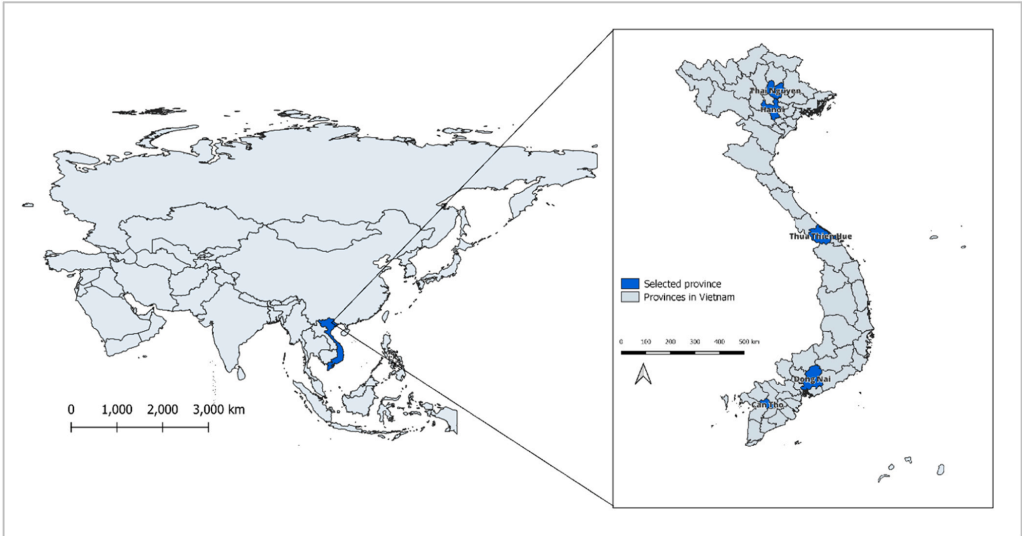 0 1,000 2,000 3,000 km
Thai Nguyen
Hanoi
Thua Thien Hue
Selected province
Provinces in Vietnam
0 100 200 300 400 500 km
Dong Nai
Can Tho